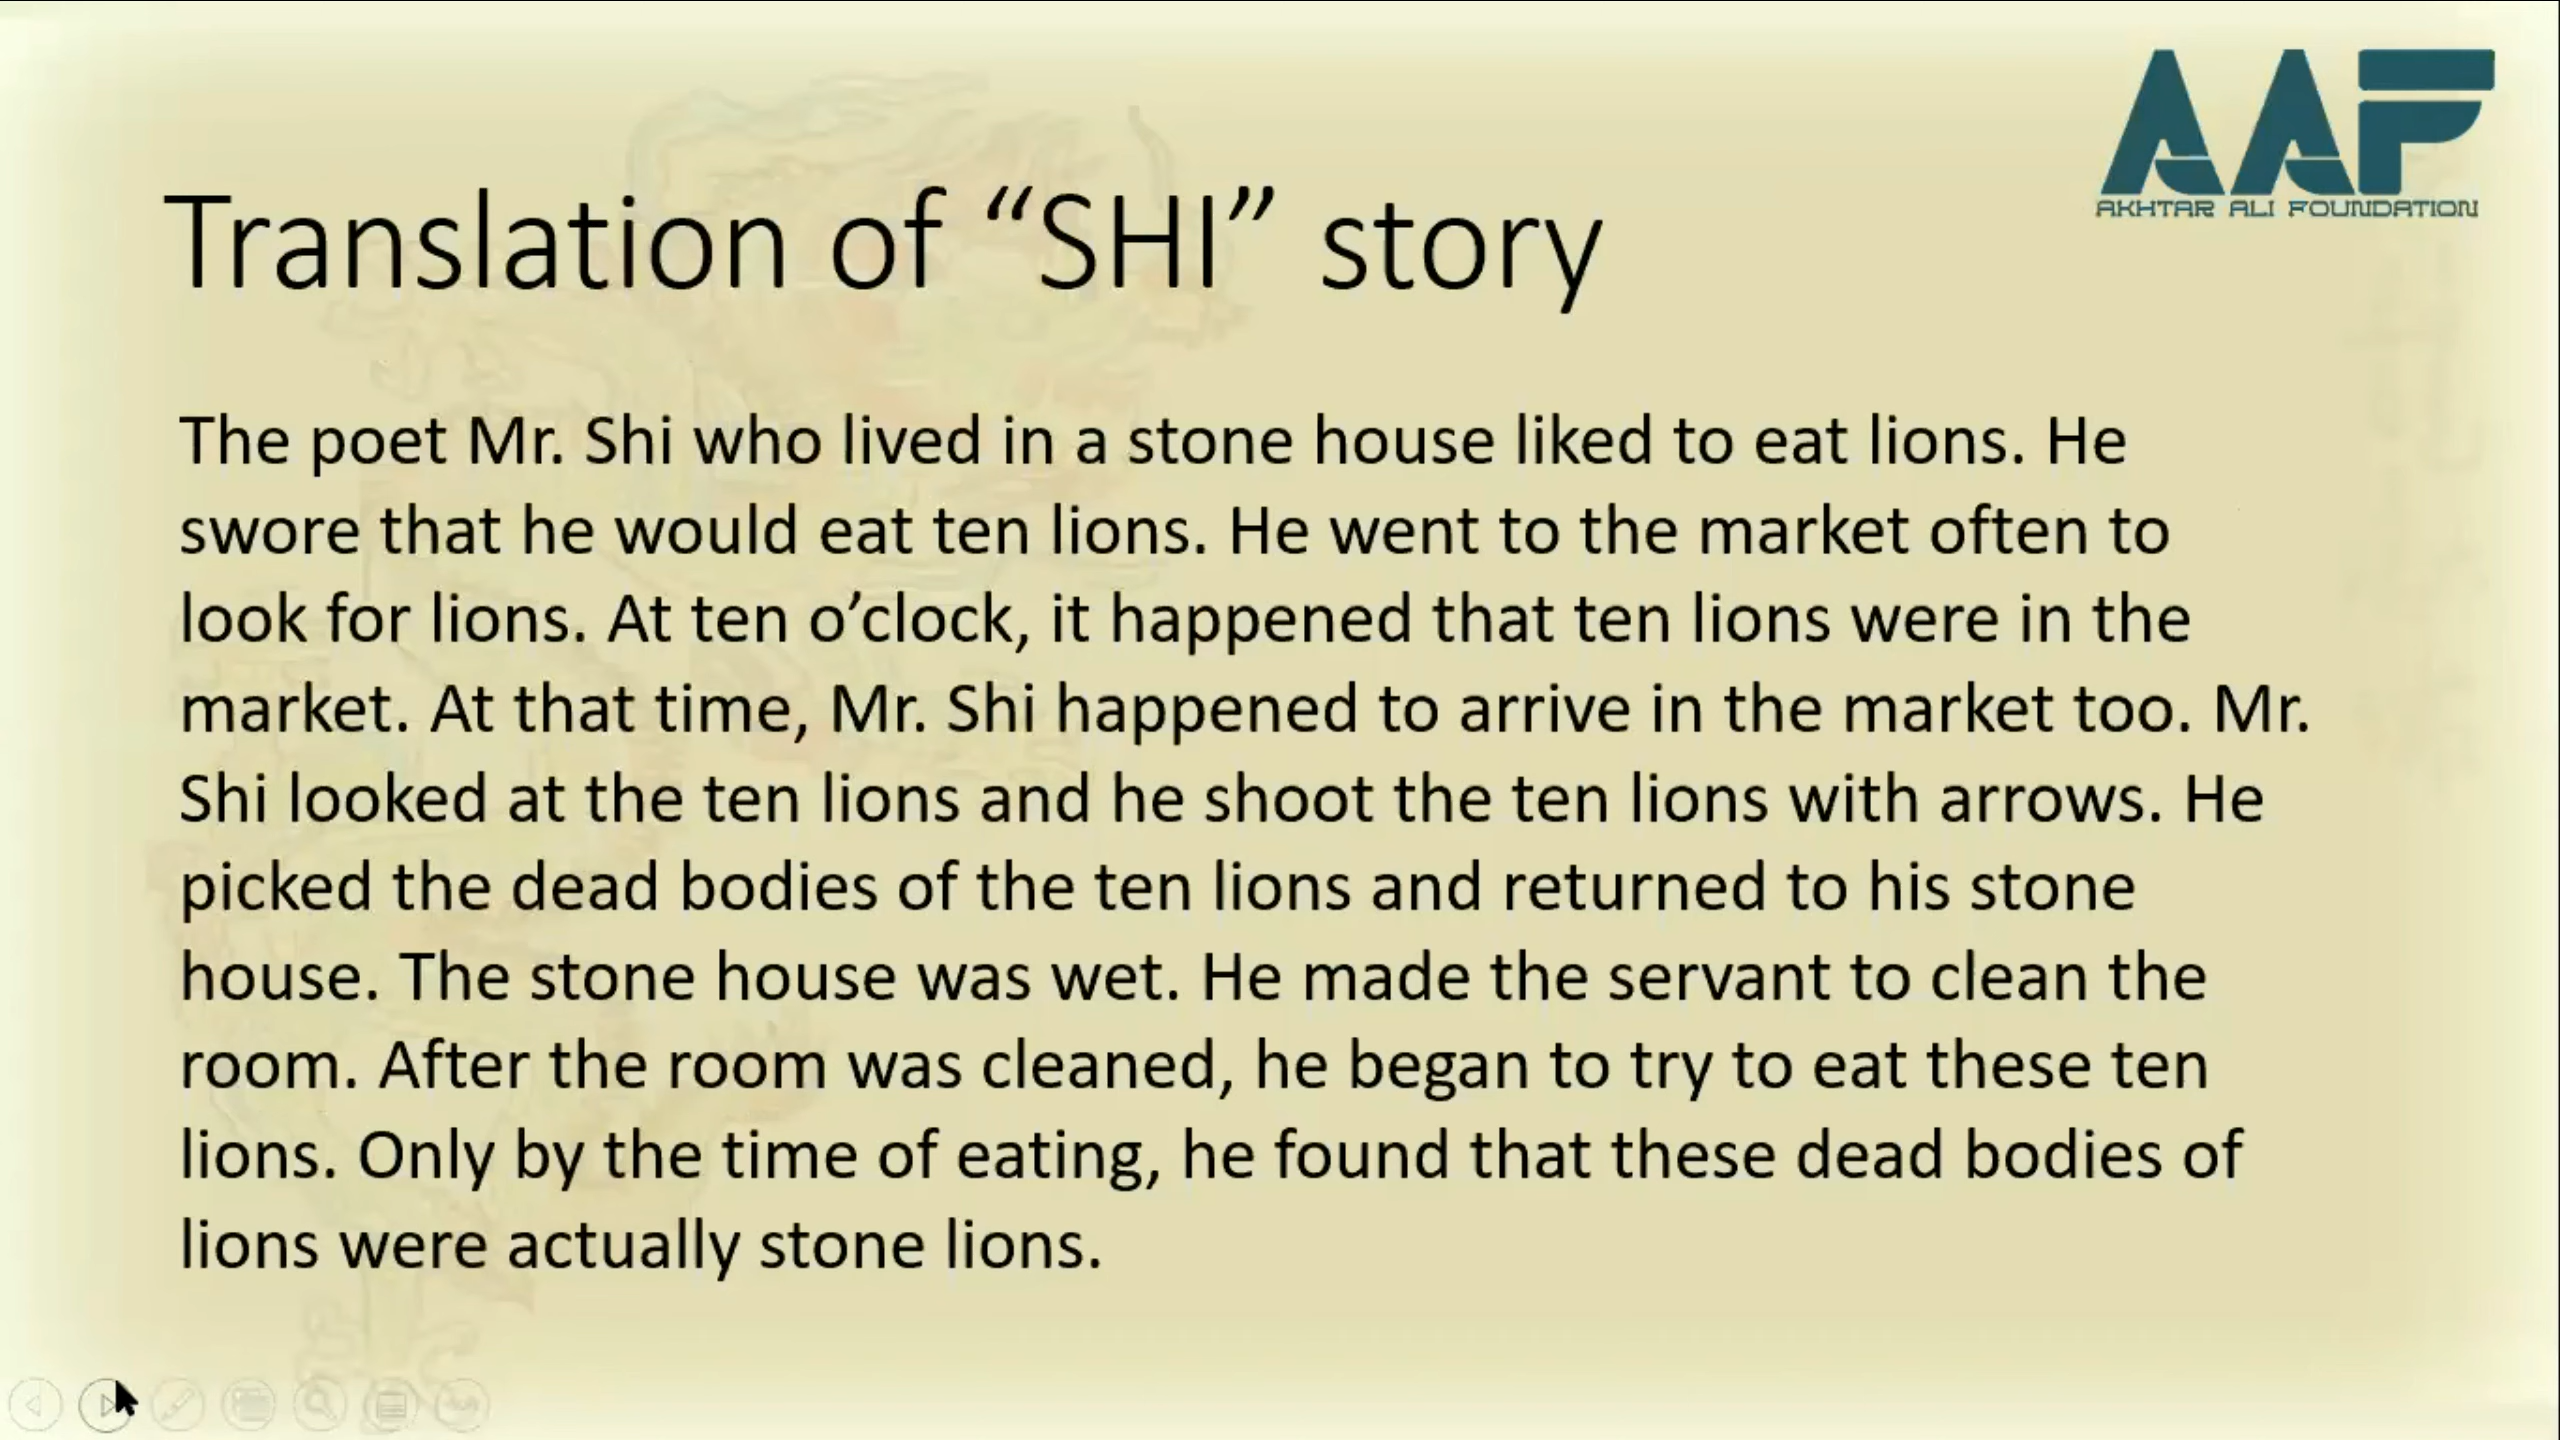 AAF
AKHTAR ALI FOUNDATION
Translation of “SHI” story
The poet Mr. Shi who lived in a stone house liked to eat lions. He
swore that he would eat ten lions. He went to the market often to
look for lions. At ten o’clock, it happened that ten lions were in the
market. At that time, Mr. Shi happened to arrive in the market too. Mr.
Shi looked at the ten lions and he shoot the ten lions with arrows. He
picked the dead bodies of the ten lions and returned to his stone
house. The stone house was wet. He made the servant to clean the
room. After the room was cleaned, he began to try to eat these ten
lions. Only by the time of eating, he found that these dead bodies of
lions were actually stone lions.